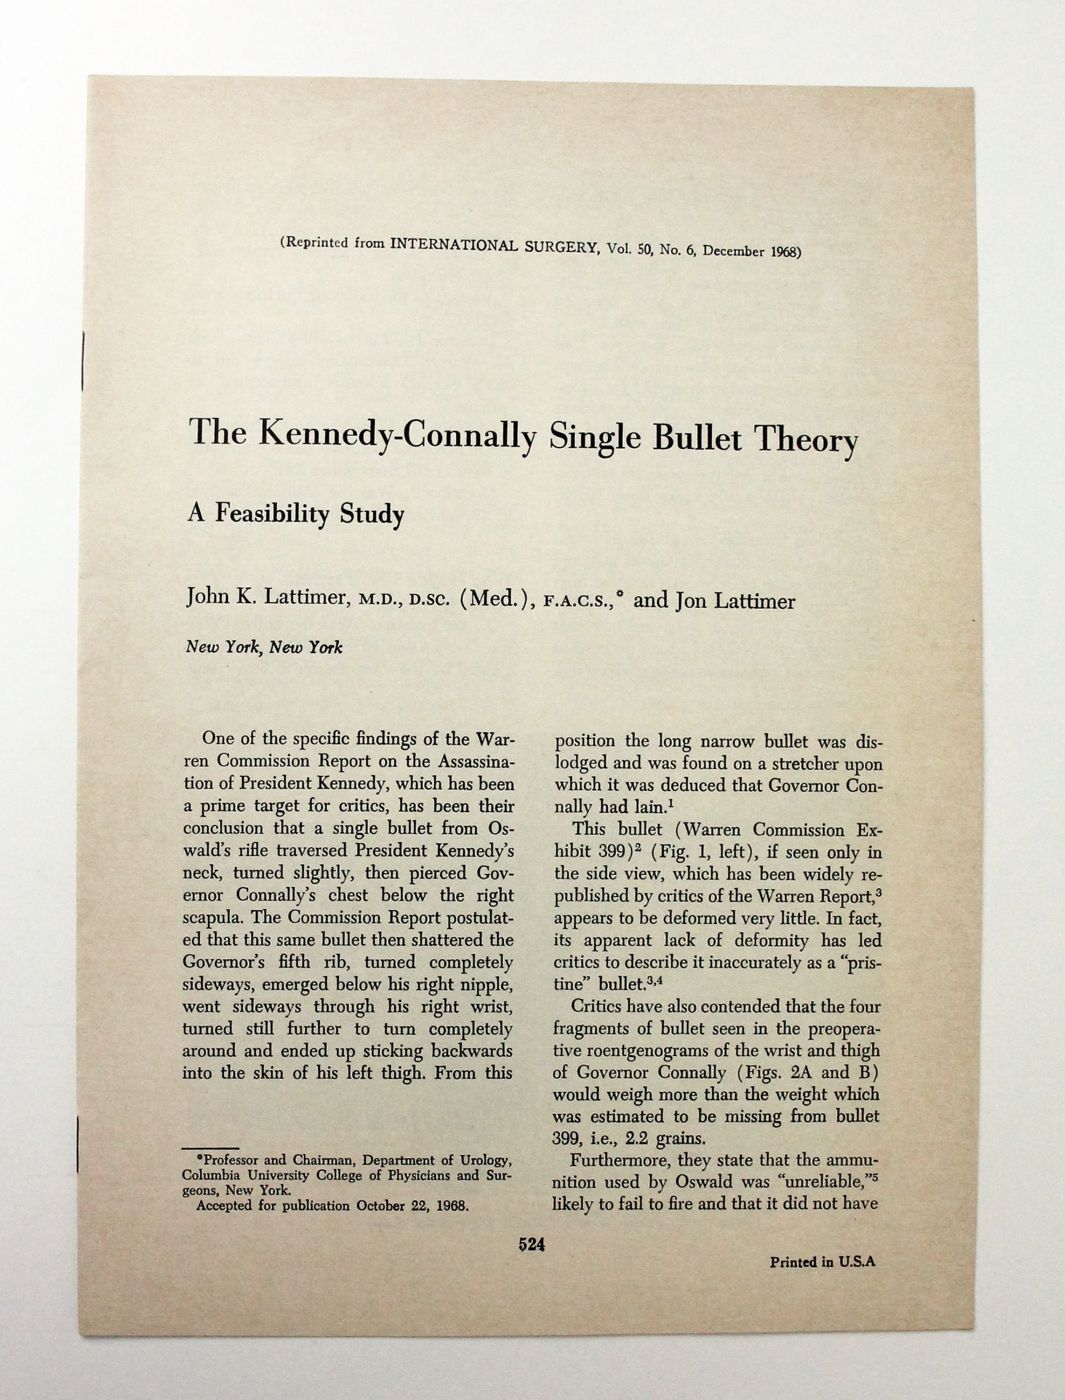 (Reprinted from INTERNATIONAL SURGERY, Vol. 50, No. 6, December 1968)
The Kennedy-Connally Single Bullet Theory
A Feasibility Study
John K. Lattimer, M.D., D.SC. (Med.), F.A.C.S.,* and Jon Lattimer
New York, New York
One of the specific findings of the War-
ren Commission Report on the Assassina-
tion of President Kennedy, which has been
a prime target for critics, has been their
conclusion that a single bullet from Os-
wald's rifle traversed President Kennedy's
neck, turned slightly, then pierced Gov-
ernor Connally's chest below the right
scapula. The Commission Report postulat-
ed that this same bullet then shattered the
Governor's fifth rib, turned completely
sideways, emerged below his right nipple,
went sideways through his right wrist,
turned still further to turn completely
around and ended up sticking backwards
into the skin of his left thigh. From this
*Professor and Chairman, Department of Urology,
Columbia University College of Physicians and Sur-
geons, New York.
Accepted for publication October 22, 1968.
position the long narrow bullet was dis-
lodged and was found on a stretcher upon
which it was deduced that Governor Con-
nally had lain.¹
This bullet (Warren Commission Ex-
hibit 399)² (Fig. 1, left), if seen only in
the side view, which has been widely re-
published by critics of the Warren Report,³
appears to be deformed very little. In fact,
its apparent lack of deformity has led
critics to describe it inaccurately as a "pris-
tine" bullet.³,⁴
Critics have also contended that the four
fragments of bullet seen in the preopera-
tive roentgenograms of the wrist and thigh
of Governor Connally (Figs. 2A and B)
would weigh more than the weight which
was estimated to be missing from bullet
399, i.e., 2.2 grains.
Furthermore, they state that the ammu-
nition used by Oswald was "unreliable,"⁵
likely to fail to fire and that it did not have
524
Printed in U.S.A